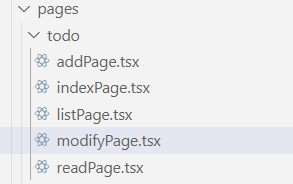 pages
todo
addPage.tsx
indexPage.tsx
listPage.tsx
modifyPage.tsx
readPage.tsx